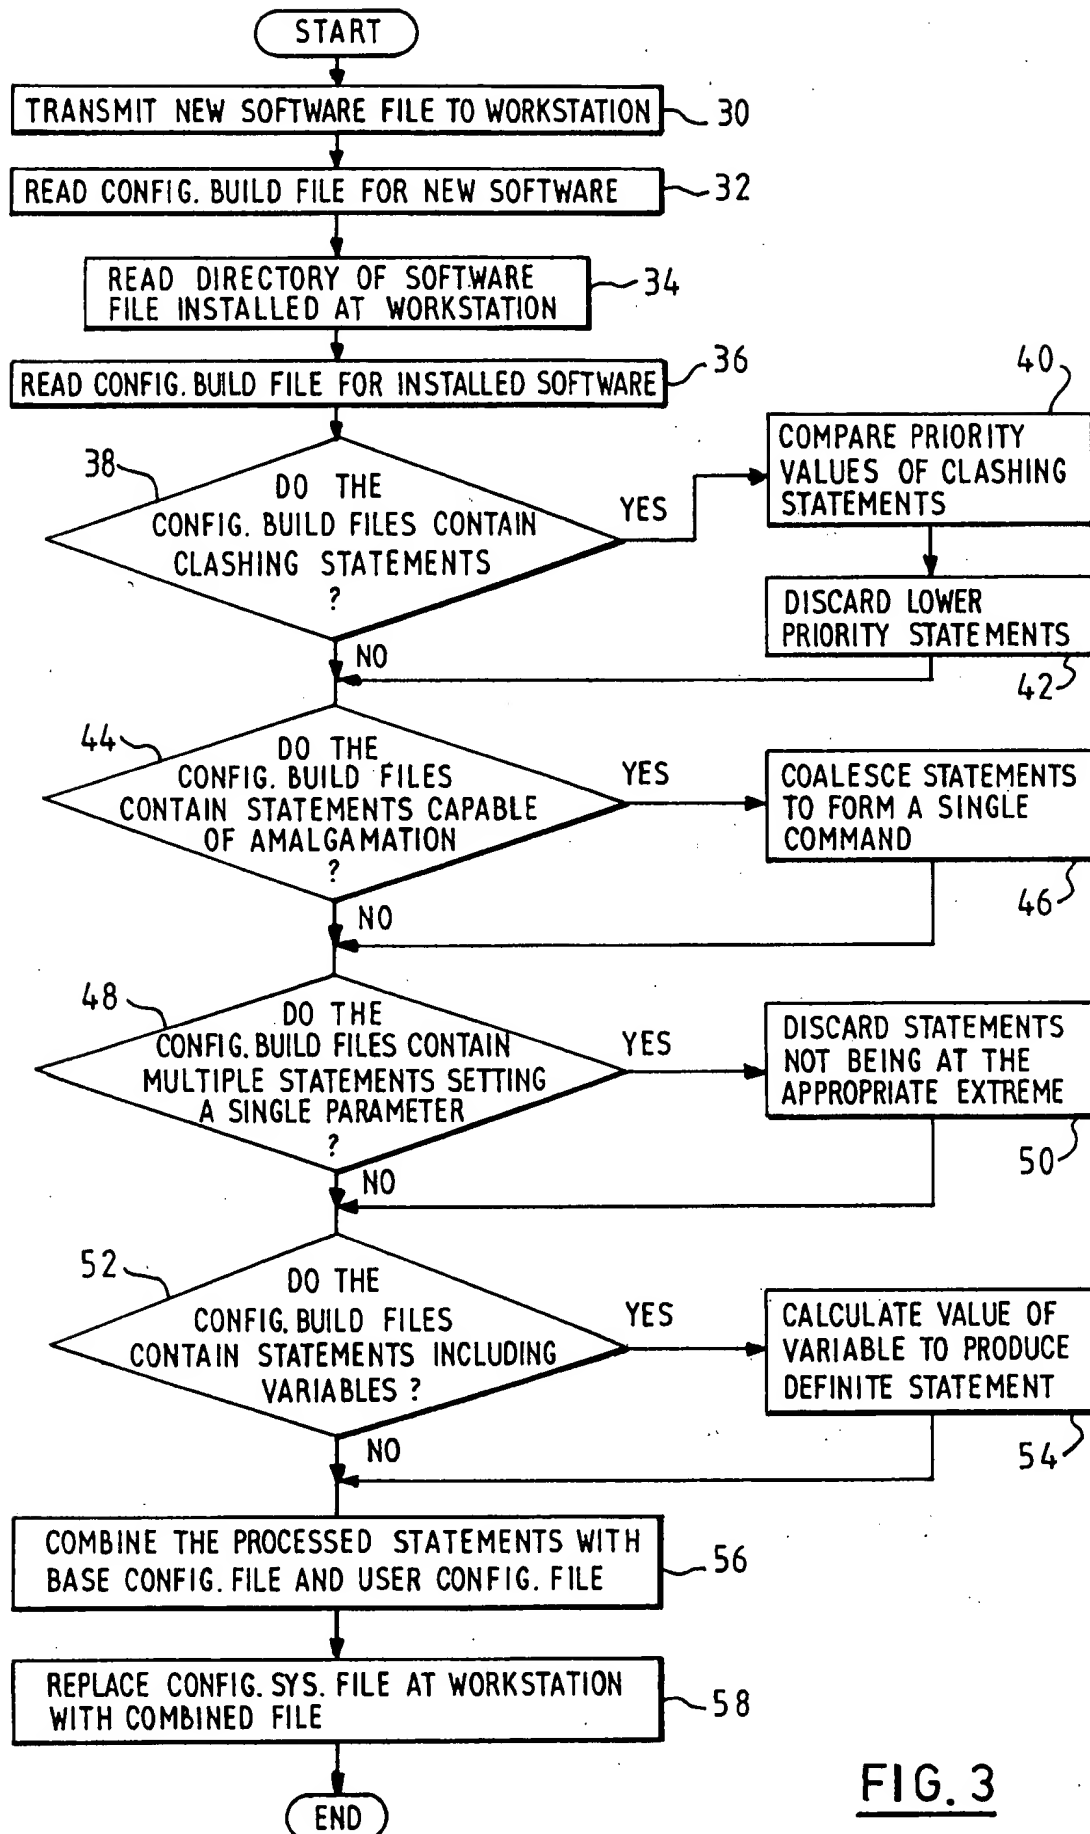 START
TRANSMIT NEW SOFTWARE FILE TO WORKSTATION
30
READ CONFIG. BUILD FILE FOR NEW SOFTWARE
32
READ DIRECTORY OF SOFTWARE
FILE INSTALLED AT WORKSTATION
34
READ CONFIG. BUILD FILE FOR INSTALLED SOFTWARE
36
38
DO THE
CONFIG. BUILD FILES CONTAIN
CLASHING STATEMENTS
?
YES
NO
40
COMPARE PRIORITY
VALUES OF CLASHING
STATEMENTS
DISCARD LOWER
PRIORITY STATEMENTS
42
44
DO THE
CONFIG. BUILD FILES
CONTAIN STATEMENTS CAPABLE
OF AMALGAMATION
?
YES
NO
COALESCE STATEMENTS
TO FORM A SINGLE
COMMAND
46
48
DO THE
CONFIG. BUILD FILES CONTAIN
MULTIPLE STATEMENTS SETTING
A SINGLE PARAMETER
?
YES
NO
DISCARD STATEMENTS
NOT BEING AT THE
APPROPRIATE EXTREME
50
52
DO THE
CONFIG. BUILD FILES
CONTAIN STATEMENTS INCLUDING
VARIABLES ?
YES
NO
CALCULATE VALUE OF
VARIABLE TO PRODUCE
DEFINITE STATEMENT
54
COMBINE THE PROCESSED STATEMENTS WITH
BASE CONFIG. FILE AND USER CONFIG. FILE
56
REPLACE CONFIG. SYS. FILE AT WORKSTATION
WITH COMBINED FILE
58
END
FIG. 3